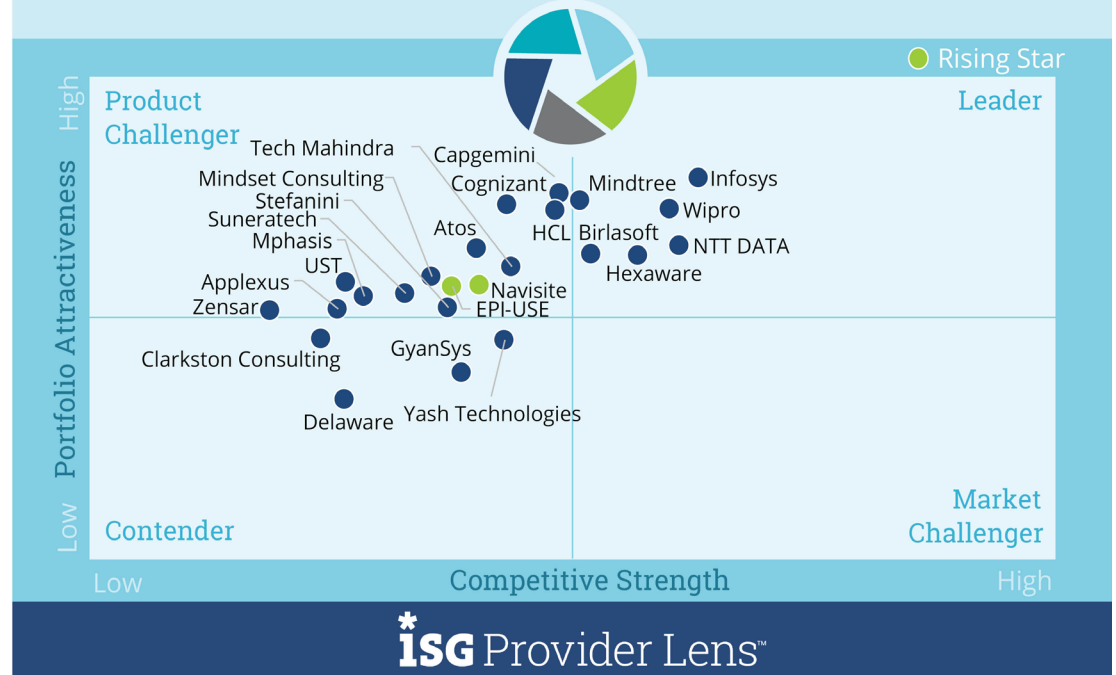 Rising Star
High
Product
Challenger
Leader
Tech Mahindra
Capgemini
Mindset Consulting
Cognizant
Mindtree
Infosys
Stefanini
Suneratech
Wipro
Mphasis
Atos
HCL
Birlasoft
NTT DATA
UST
Hexaware
Applexus
Navisite
Zensar
EPI-USE
Clarkston Consulting
GyanSys
Delaware
Yash Technologies
Portfolio Attractiveness
Low
Contender
Market
Challenger
Low
Competitive Strength
High
ISG Provider Lens™